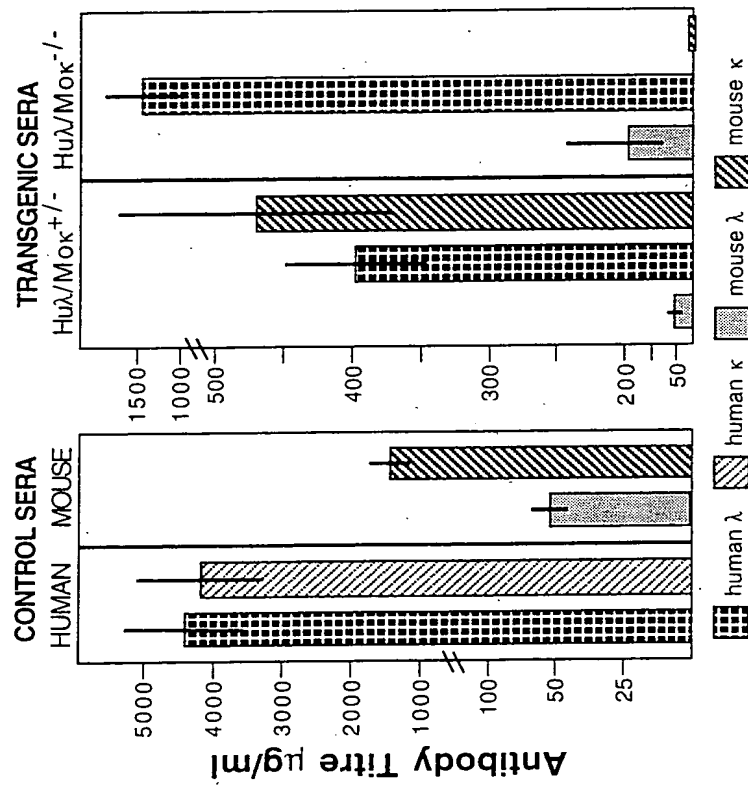 CONTROL SERA
HUMAN MOUSE
TRANSGENIC SERA
Huλ/Moκ+/- Huλ/Moκ-/-
Antibody Titre µg/ml
5000
4000
3000
2000
1000
100
50
25
1500
1000
500
400
300
200
50
human λ
human κ
mouse λ
mouse κ